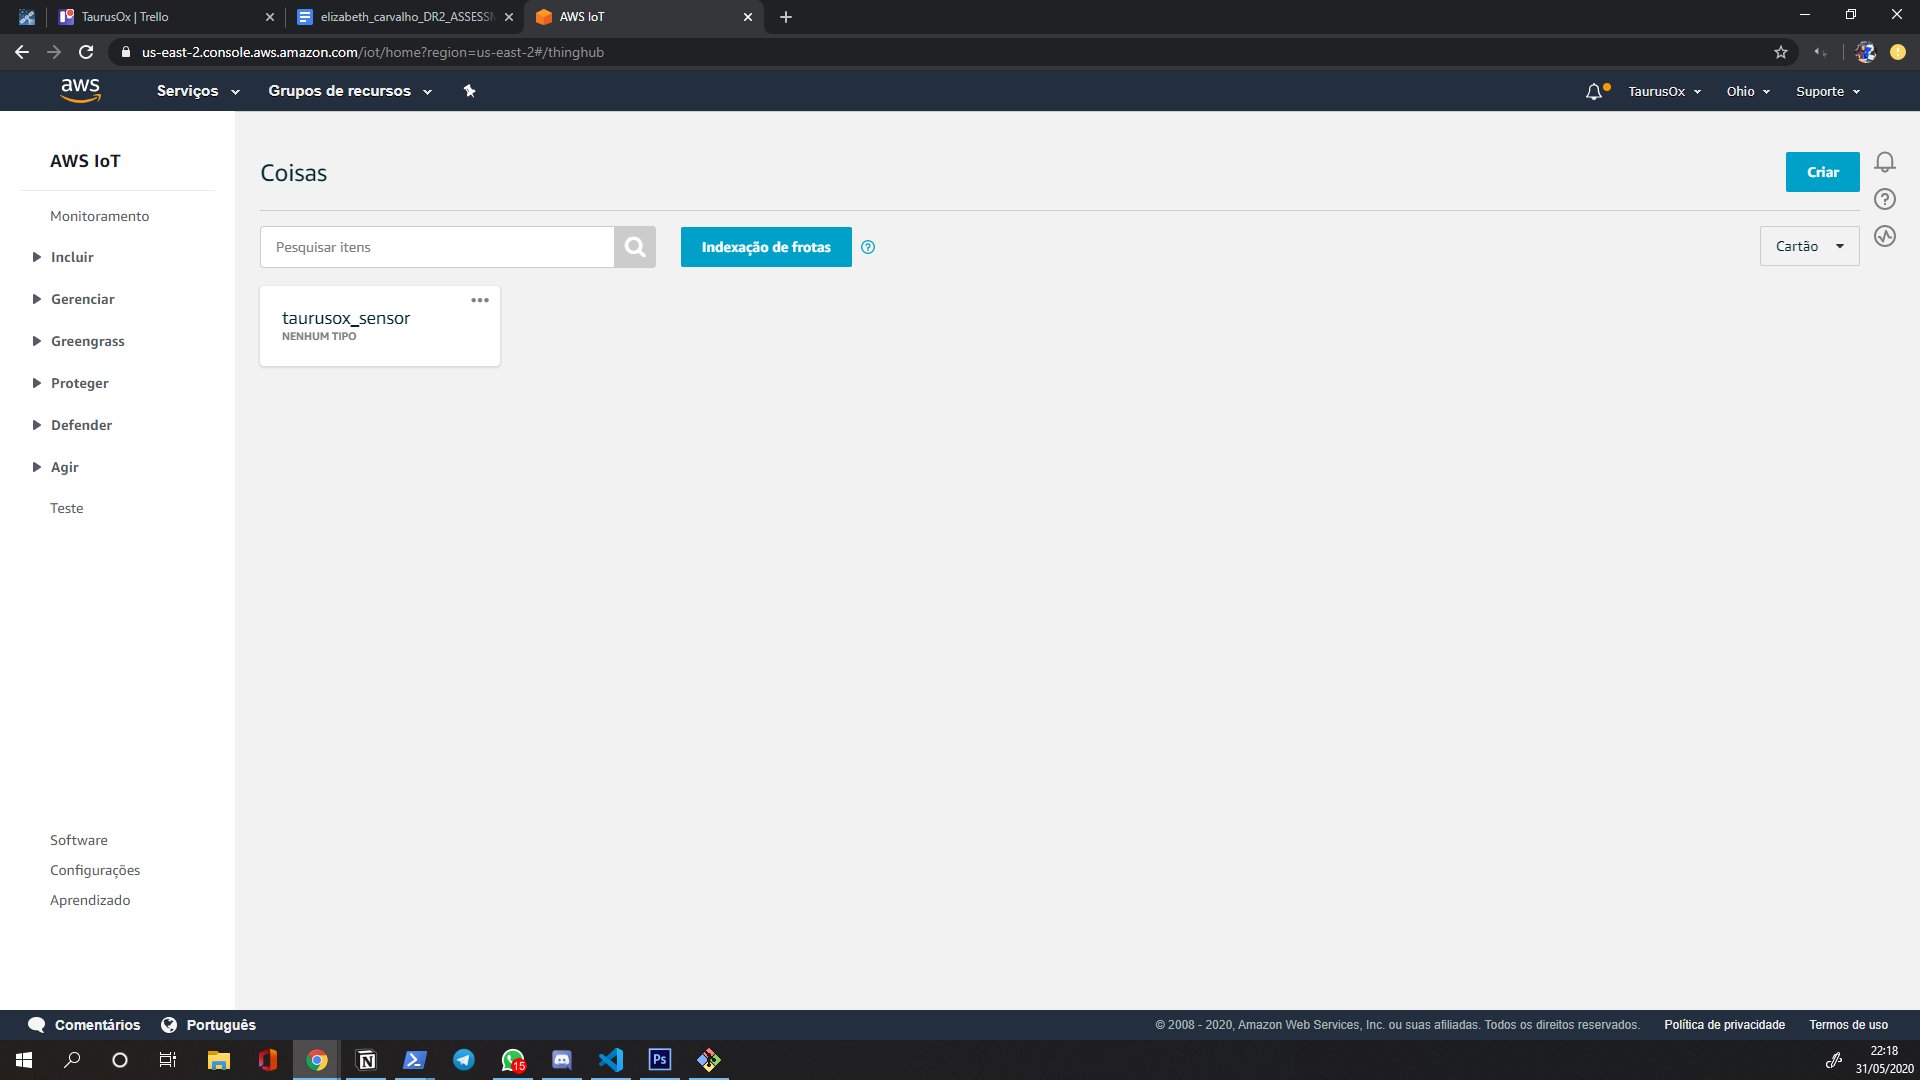 TaurusOx | Trello
elizabeth_carvalho_DR2_ASSESSM
AWS IoT
us-east-2.console.aws.amazon.com/iot/home?region=us-east-2#/thinghub
aws
Serviços
Grupos de recursos
TaurusOx
Ohio
Suporte
AWS IoT
Monitoramento
Incluir
Gerenciar
Greengrass
Proteger
Defender
Agir
Teste
Software
Configurações
Aprendizado
Coisas
Criar
Pesquisar itens
Indexação de frotas
Cartão
taurusox_sensor
NENHUM TIPO
Comentários
Português
© 2008 - 2020, Amazon Web Services, Inc. ou suas afiliadas. Todos os direitos reservados.
Política de privacidade
Termos de uso
15
Ps
22:18
31/05/2020